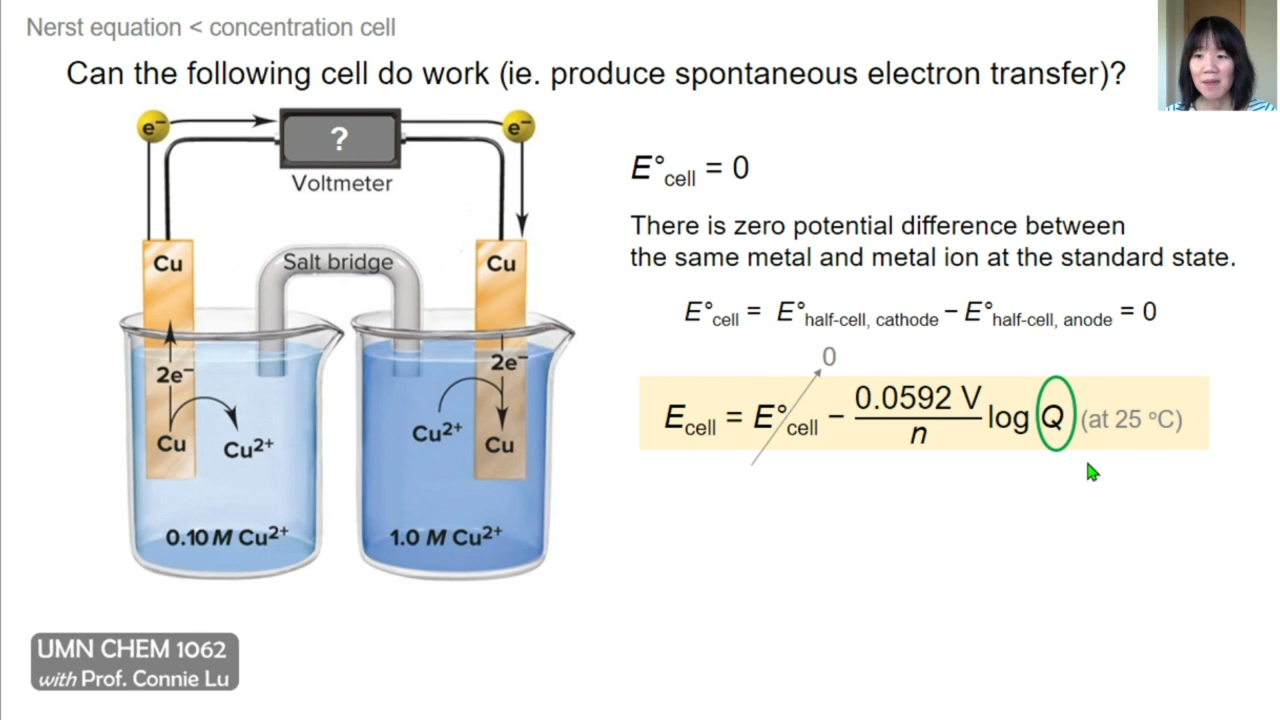 Nerst equation < concentration cell
Can the following cell do work (ie. produce spontaneous electron transfer)?
e⁻ ? e⁻
Voltmeter
Cu Salt bridge Cu
2e⁻ 2e⁻
Cu Cu²⁺ Cu²⁺ Cu
0.10 M Cu²⁺ 1.0 M Cu²⁺
E°cell = 0
There is zero potential difference between
the same metal and metal ion at the standard state.
E°cell = E°half-cell, cathode − E°half-cell, anode = 0
0
Ecell = E°cell − 0.0592 V / n log Q (at 25 °C)
UMN CHEM 1062
with Prof. Connie Lu